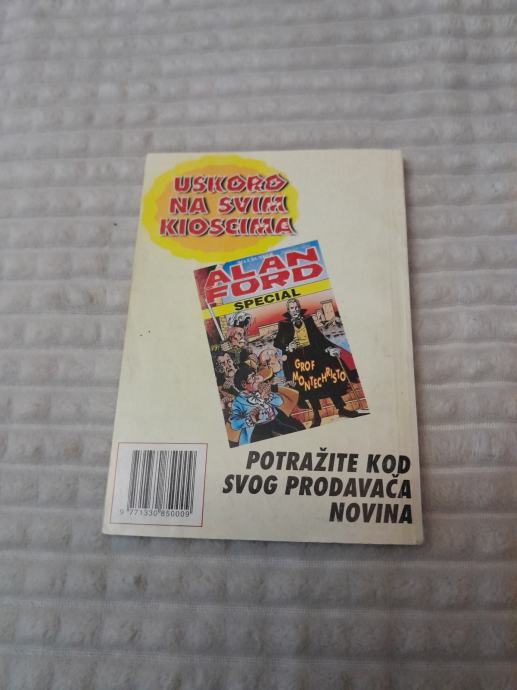 USKORO
NA SVIM
KIOSCIMA
ALAN
FORD
SPECIAL
GROF
MONTECHRISTO
POTRAŽITE KOD
SVOG PRODAVAČA
NOVINA
9 771330 850009